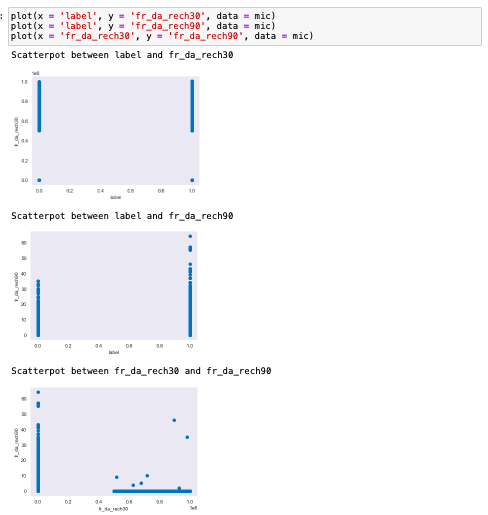 : plot(x = 'label', y = 'fr_da_rech30', data = mic)
plot(x = 'label', y = 'fr_da_rech90', data = mic)
plot(x = 'fr_da_rech30', y = 'fr_da_rech90', data = mic)
Scatterpot between label and fr_da_rech30
1e6
1.0
0.8
0.6
0.4
0.2
0.0
fr_da_rech30
0.0 0.2 0.4 0.6 0.8 1.0
label
Scatterpot between label and fr_da_rech90
60
50
40
30
20
10
0
fr_da_rech90
0.0 0.2 0.4 0.6 0.8 1.0
label
Scatterpot between fr_da_rech30 and fr_da_rech90
60
50
40
30
20
10
0
fr_da_rech90
0.0 0.2 0.4 0.6 0.8 1.0
fr_da_rech30
1e6